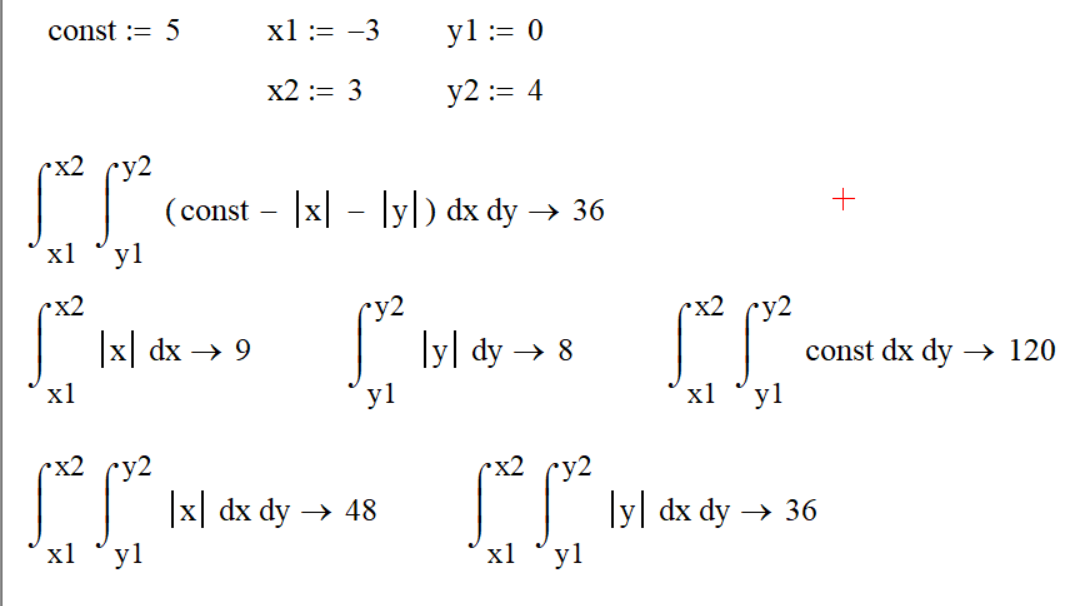 const := 5 x1 := −3 y1 := 0
x2 := 3 y2 := 4
∫_{x1}^{x2} ∫_{y1}^{y2} (const − |x| − |y|) dx dy → 36
∫_{x1}^{x2} |x| dx → 9 ∫_{y1}^{y2} |y| dy → 8 ∫_{x1}^{x2} ∫_{y1}^{y2} const dx dy → 120
∫_{x1}^{x2} ∫_{y1}^{y2} |x| dx dy → 48 ∫_{x1}^{x2} ∫_{y1}^{y2} |y| dx dy → 36